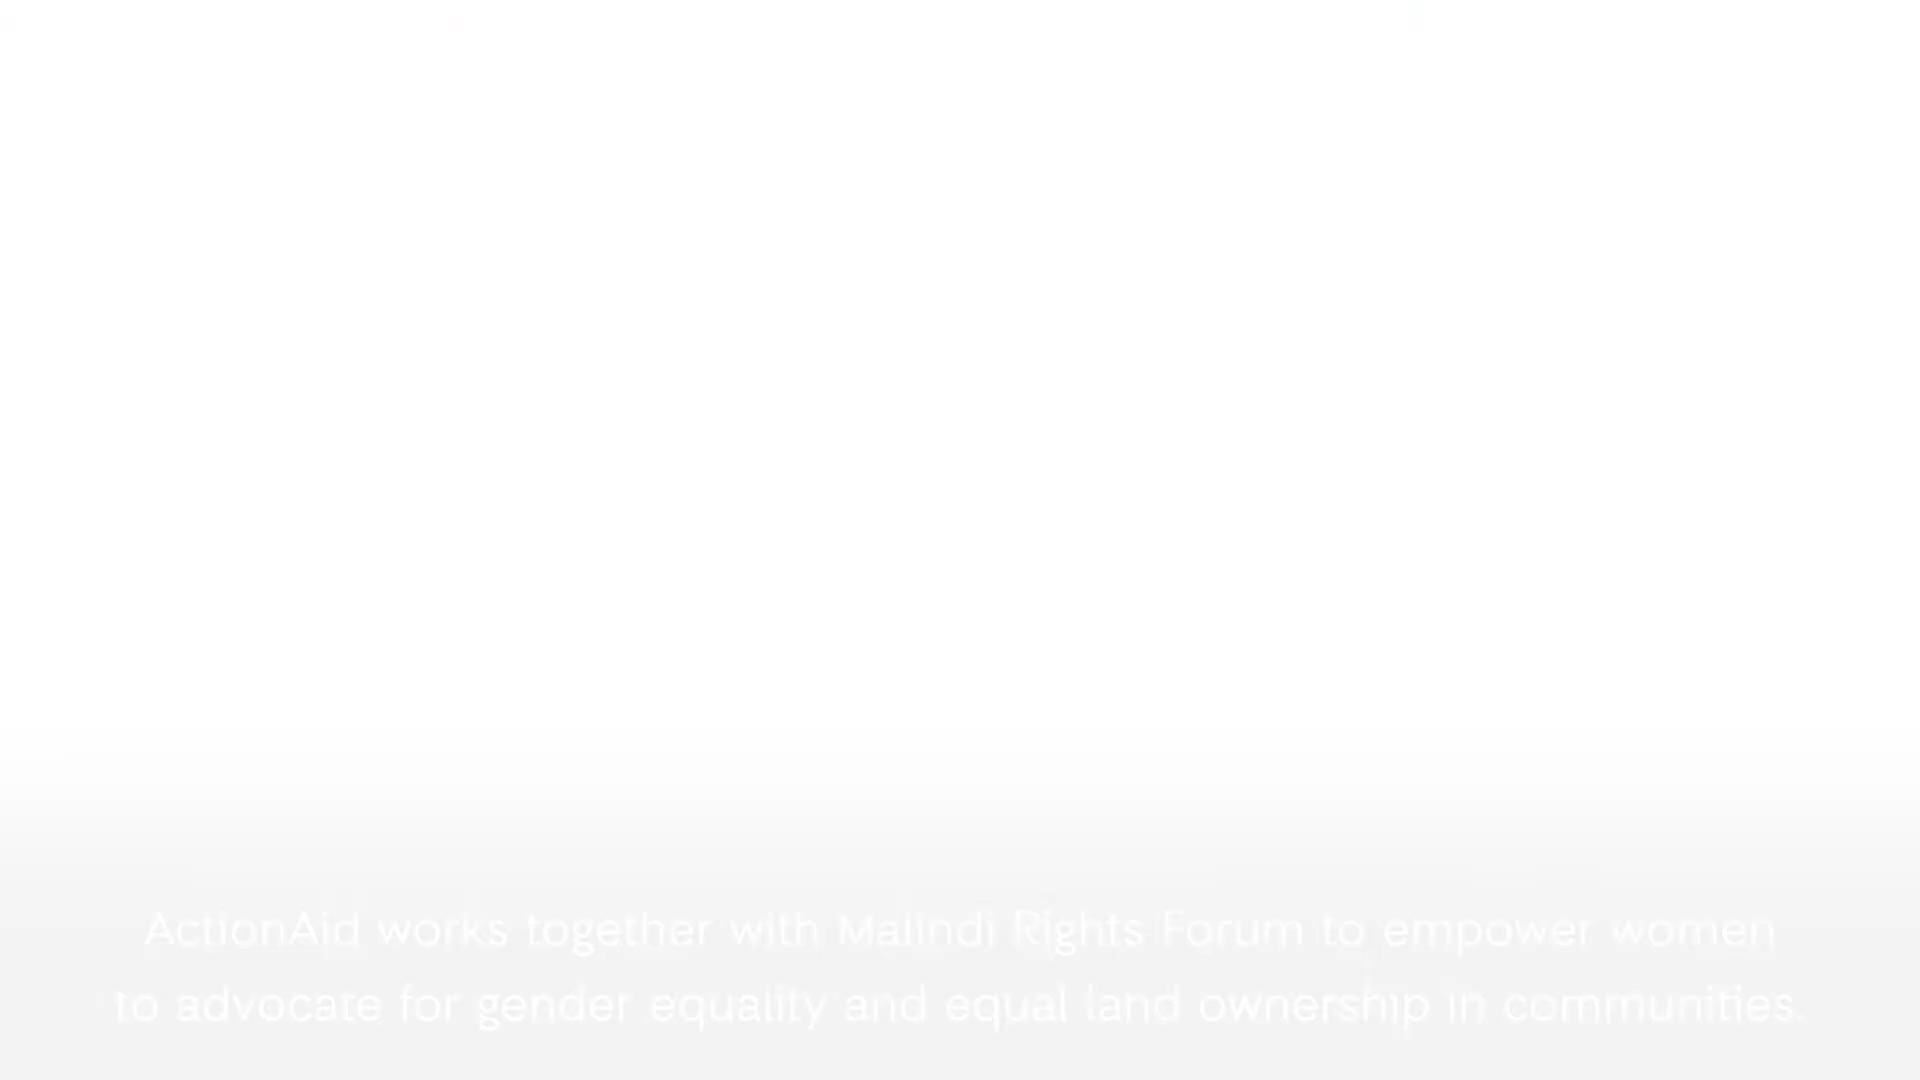 ActionAid works together with Malindi Rights Forum to empower women
to advocate for gender equality and equal land ownership in communities.